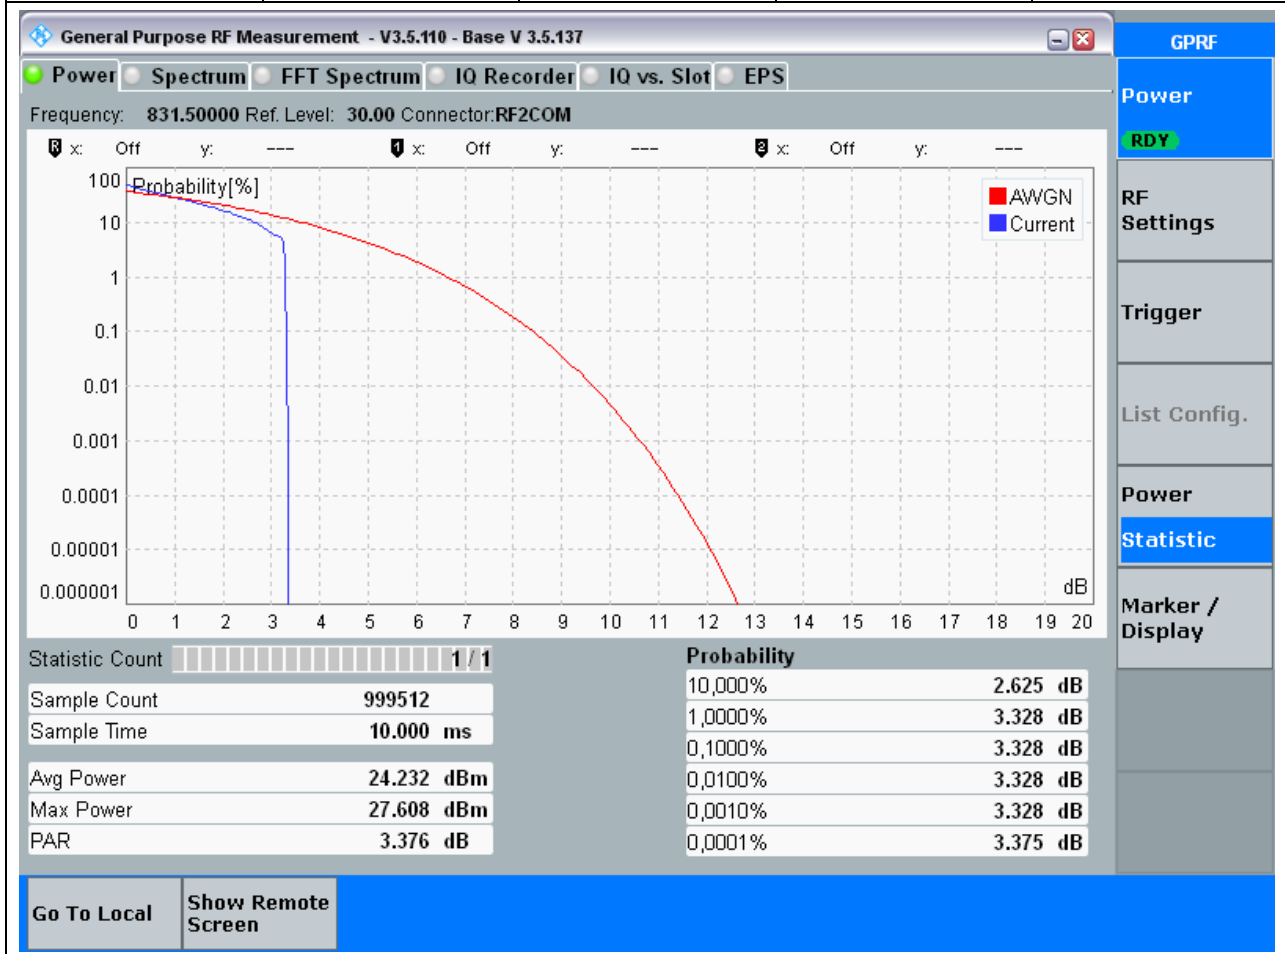 General Purpose RF Measurement - V3.5.110 - Base V 3.5.137
GPRF
Power Spectrum FFT Spectrum IQ Recorder IQ vs. Slot EPS
Frequency: 831.50000 Ref. Level: 30.00 Connector:RF2COM
R x: Off y: --- 1 x: Off y: --- 2 x: Off y: ---
Probability[%]
AWGN
Current
100
10
1
0.1
0.01
0.001
0.0001
0.00001
0.000001
dB
0 1 2 3 4 5 6 7 8 9 10 11 12 13 14 15 16 17 18 19 20
Statistic Count 1 / 1
Sample Count 999512
Sample Time 10.000 ms
Avg Power 24.232 dBm
Max Power 27.608 dBm
PAR 3.376 dB
Probability
10,000% 2.625 dB
1,0000% 3.328 dB
0,1000% 3.328 dB
0,0100% 3.328 dB
0,0010% 3.328 dB
0,0001% 3.375 dB
Power
RDY
RF
Settings
Trigger
List Config.
Power
Statistic
Marker /
Display
Go To Local
Show Remote
Screen